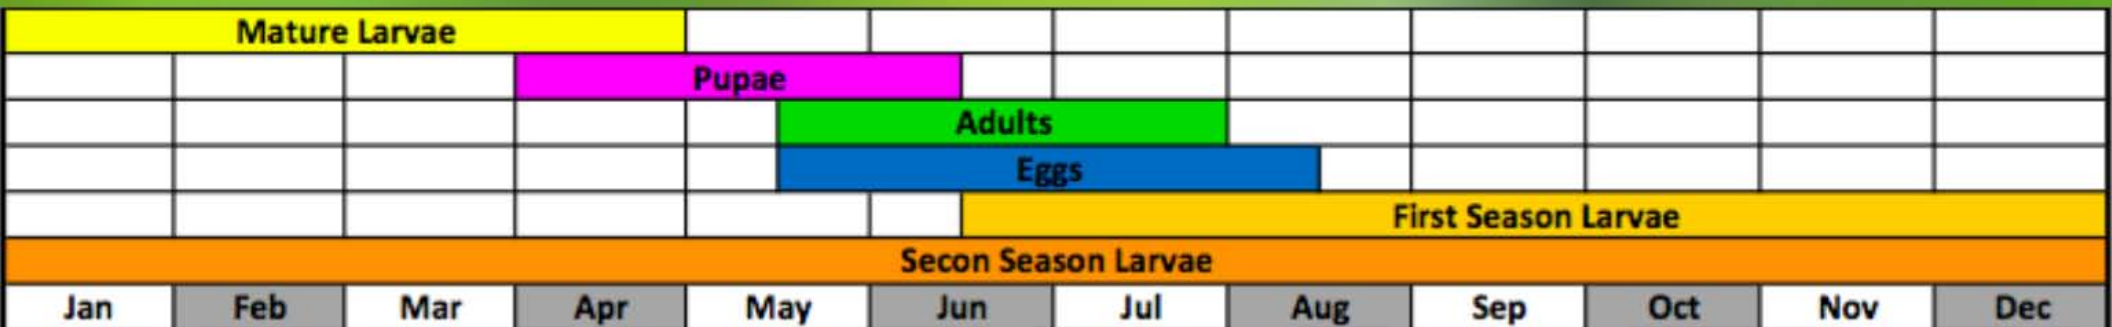 Mature Larvae
Pupae
Adults
Eggs
First Season Larvae
Secon Season Larvae
Jan Feb Mar Apr May Jun Jul Aug Sep Oct Nov Dec